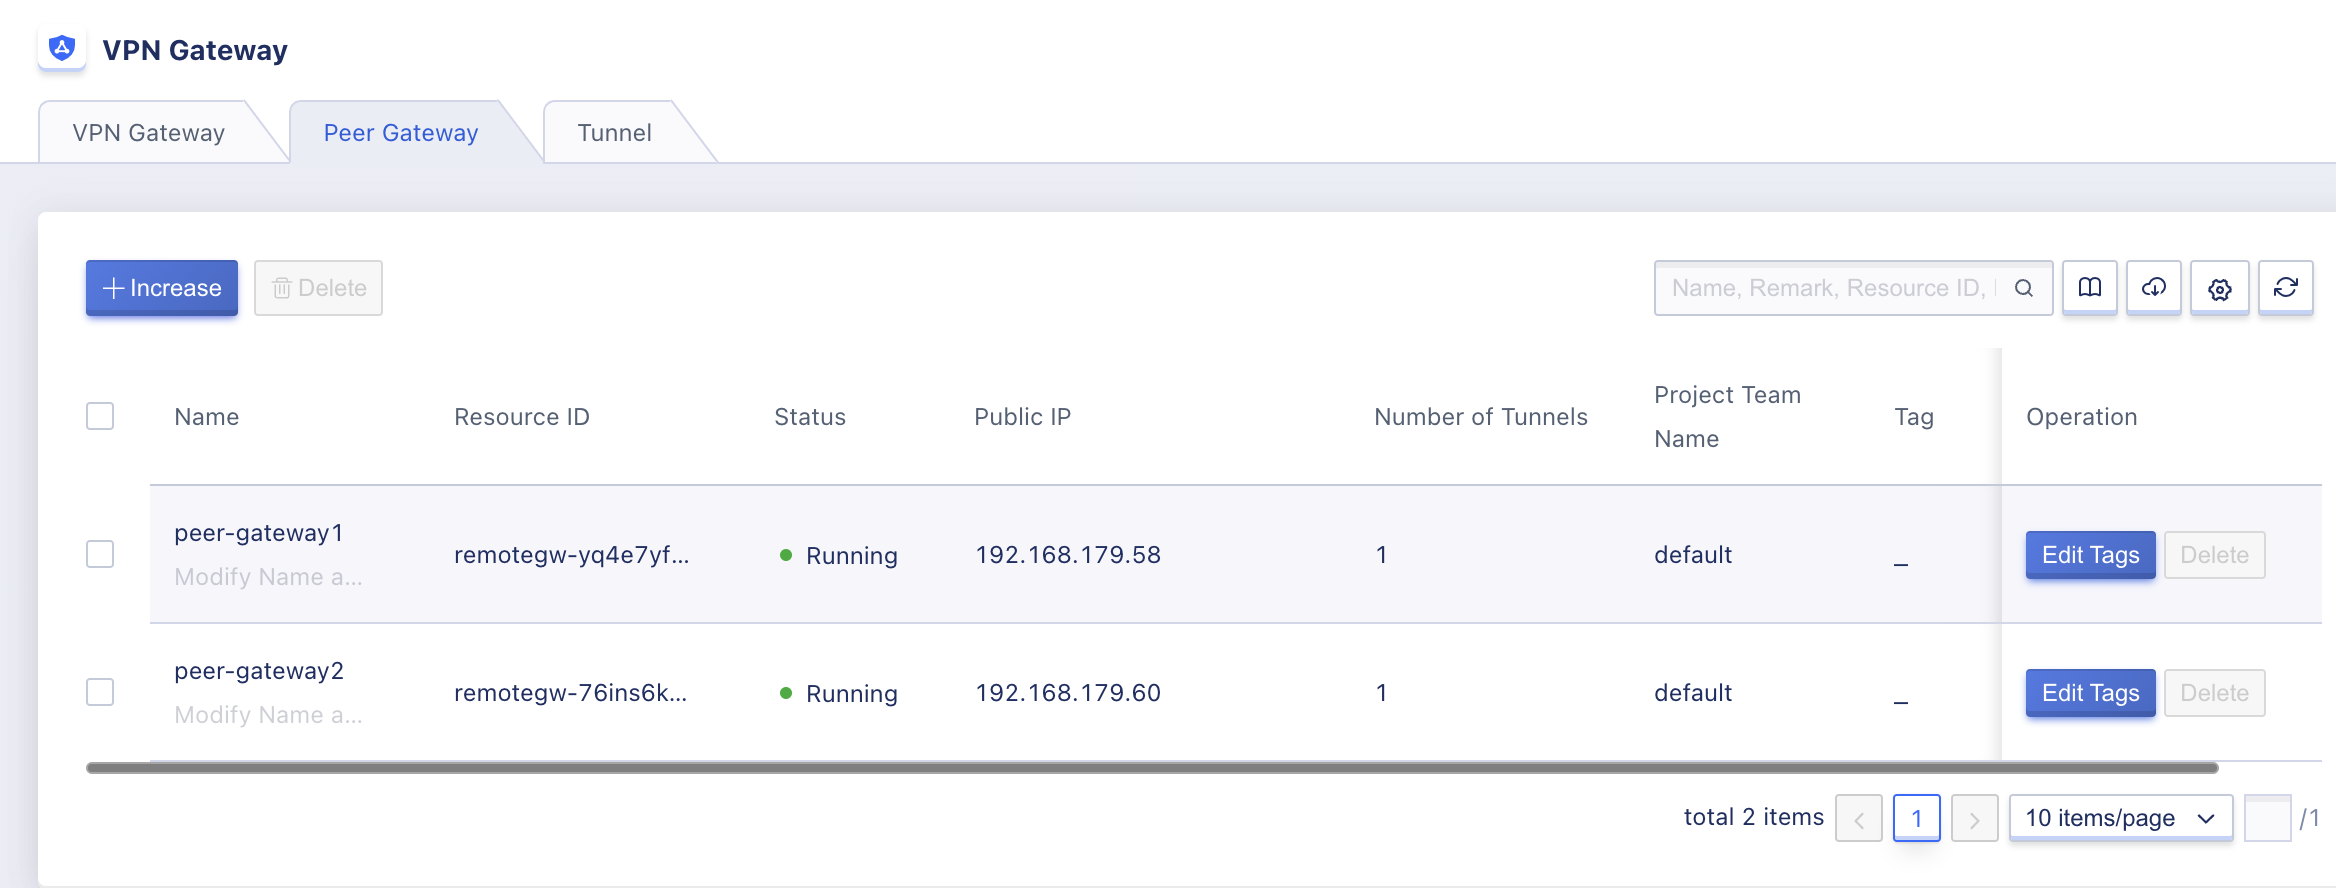 VPN Gateway
VPN Gateway
Peer Gateway
Tunnel
Increase
Delete
Name, Remark, Resource ID,
Name
Resource ID
Status
Public IP
Number of Tunnels
Project Team
Name
Tag
Operation
peer-gateway1
Modify Name a...
remotegw-yq4e7yf...
Running
192.168.179.58
1
default
_
Edit Tags
Delete
peer-gateway2
Modify Name a...
remotegw-76ins6k...
Running
192.168.179.60
1
default
_
Edit Tags
Delete
total 2 items
1
10 items/page
/1